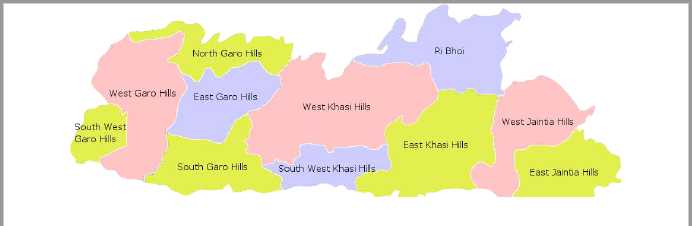 Ri Bhoi
North Garo Hills
West Garo Hills
East Garo Hills
West Khasi Hills
West Jaintia Hills
South West
Garo Hills
East Khasi Hills
South Garo Hills
South West Khasi Hills
East Jaintia Hills